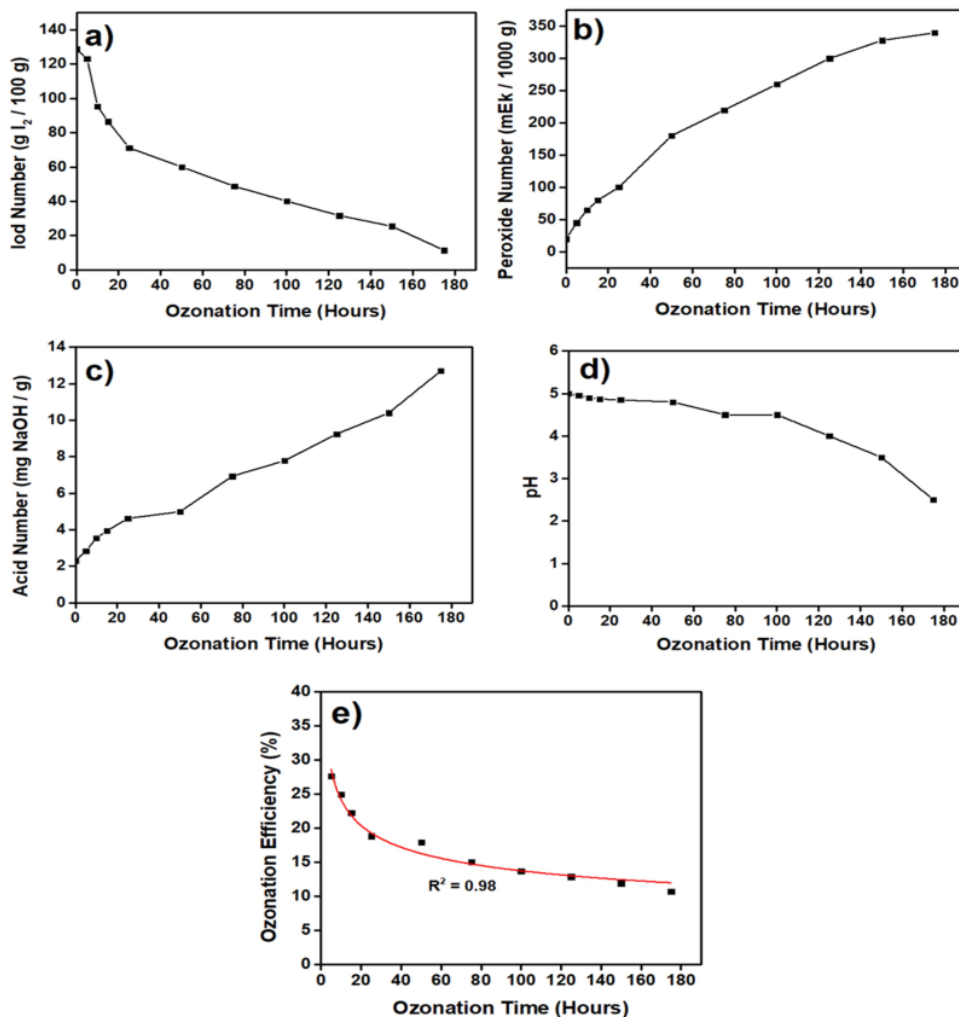 a)
Iod Number (g I₂ / 100 g)
140
120
100
80
60
40
20
0
0 20 40 60 80 100 120 140 160 180
Ozonation Time (Hours)
b)
Peroxide Number (mEk / 1000 g)
350
300
250
200
150
100
50
0
0 20 40 60 80 100 120 140 160 180
Ozonation Time (Hours)
c)
Acid Number (mg NaOH / g)
14
12
10
8
6
4
2
0
0 20 40 60 80 100 120 140 160 180
Ozonation Time (Hours)
d)
pH
6
5
4
3
2
1
0
0 20 40 60 80 100 120 140 160 180
Ozonation Time (Hours)
e)
Ozonation Efficiency (%)
40
35
30
25
20
15
10
5
0
R² = 0.98
0 20 40 60 80 100 120 140 160 180
Ozonation Time (Hours)